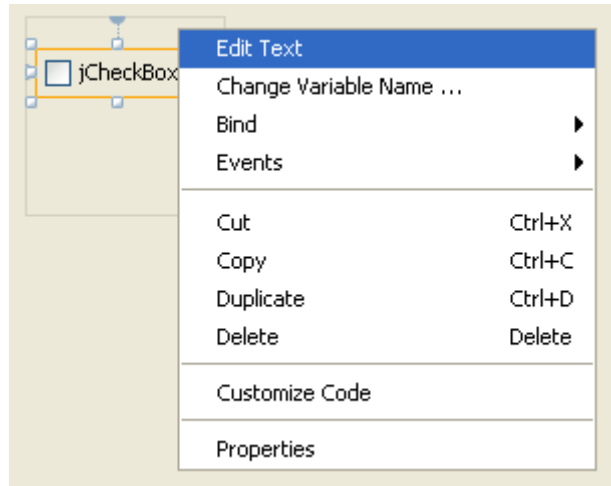 jCheckBox
Edit Text
Change Variable Name ...
Bind
Events
Cut Ctrl+X
Copy Ctrl+C
Duplicate Ctrl+D
Delete Delete
Customize Code
Properties